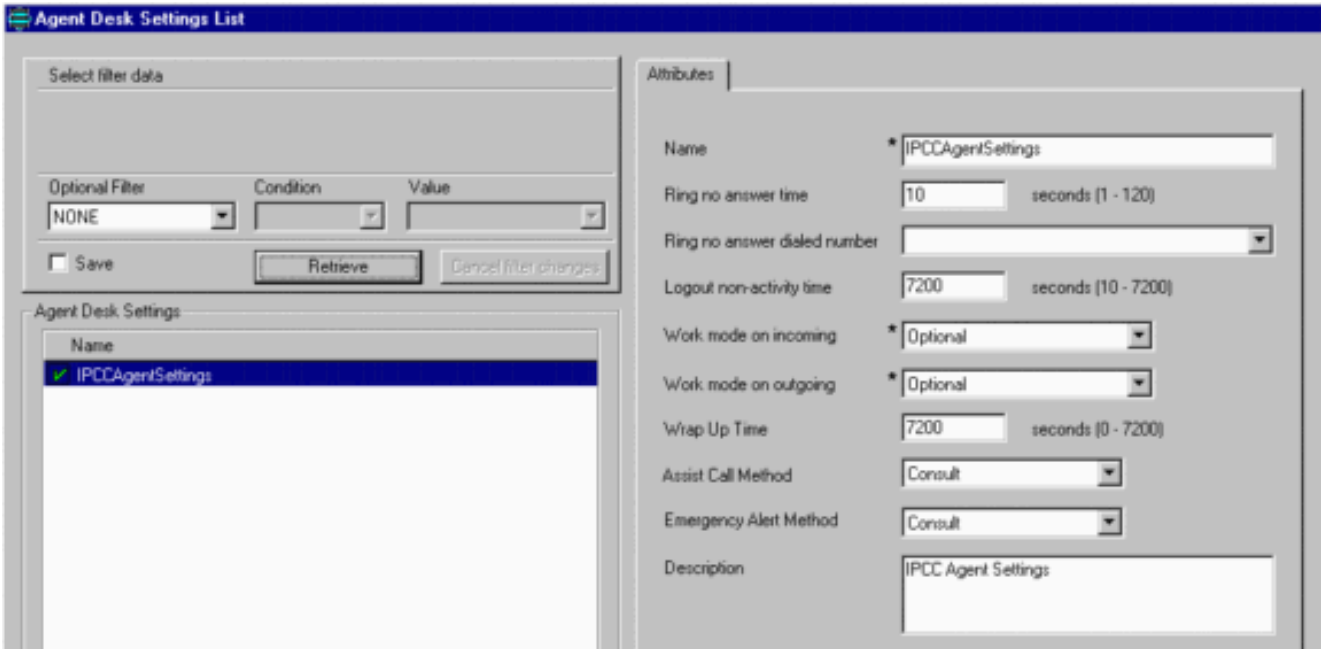 Agent Desk Settings List
Select filter data
Optional Filter Condition Value
NONE
Save Retrieve Cancel filter changes
Agent Desk Settings
Name
IPCCAgentSettings
Attributes
Name * IPCCAgentSettings
Ring no answer time 10 seconds (1 - 120)
Ring no answer dialed number
Logout non-activity time 7200 seconds (10 - 7200)
Work mode on incoming * Optional
Work mode on outgoing * Optional
Wrap Up Time 7200 seconds (0 - 7200)
Assist Call Method Consult
Emergency Alert Method Consult
Description IPCC Agent Settings